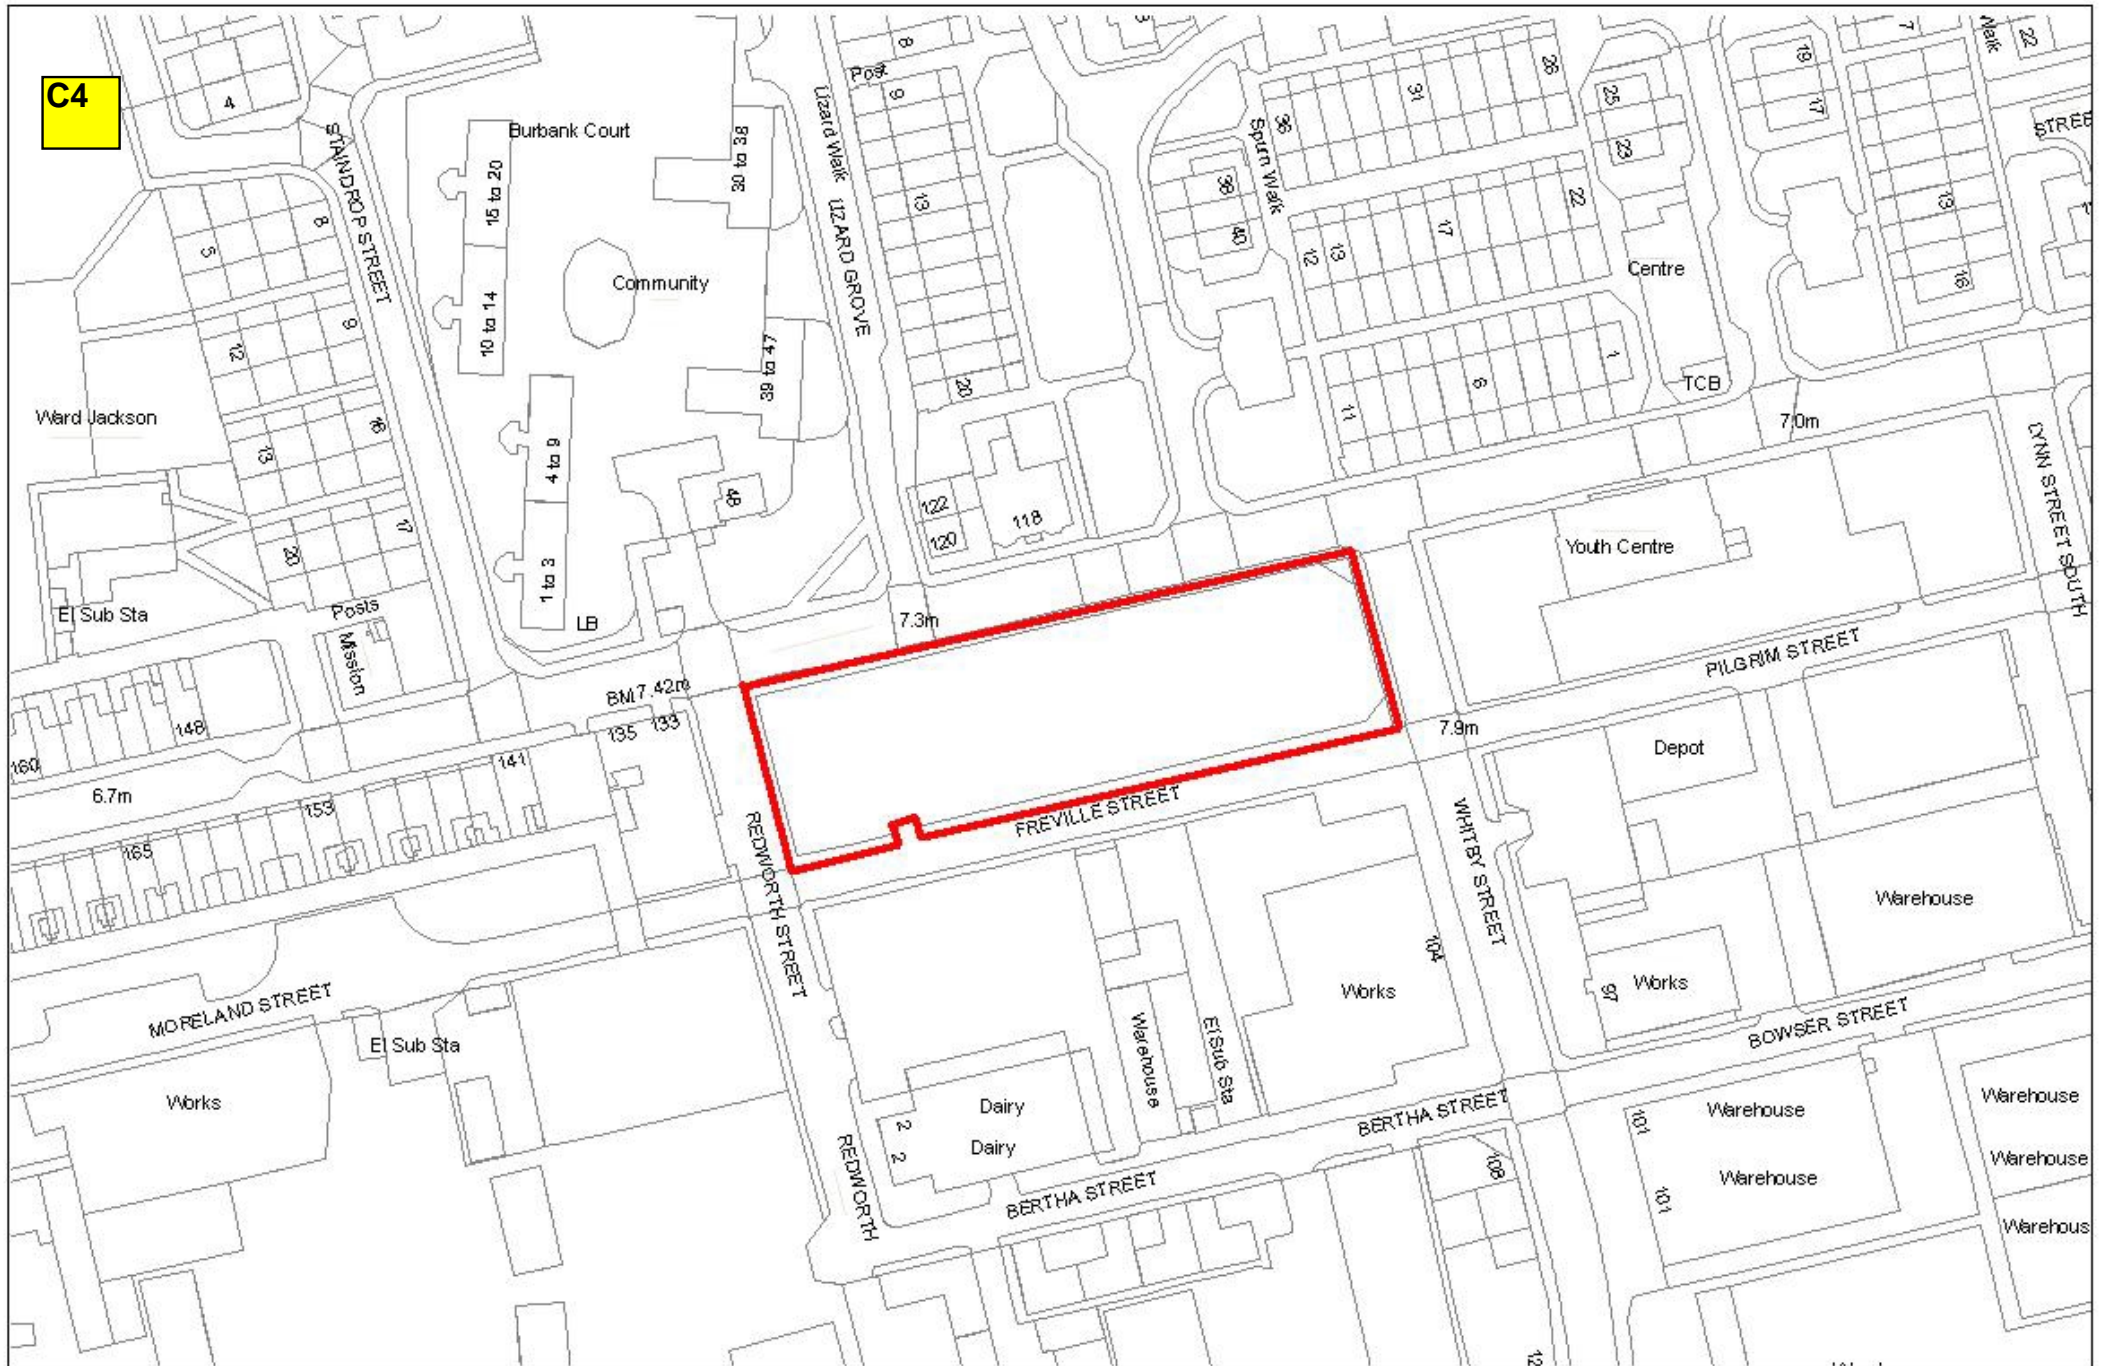 C4
4
STAINDROP STREET
Burbank Court
15 to 20
30 to 38
Lizard Walk
LIZARD GROVE
8
Post
9
13
20
Spurn Walk
36
31
26
25
23
19
17
7
Walk
22
STREE
38
40
12
13
17
22
Centre
13
16
8
5
9
12
16
13
17
20
10 to 14
Community
39 to 47
4 to 9
48
1 to 3
LB
Ward Jackson
El Sub Sta
Posts
Mission
122
120
118
11
6
1
TCB
7.0m
LYNN STREET SOUTH
Youth Centre
PILGRIM STREET
7.3m
BM 7.42m
135
133
148
160
141
153
165
6.7m
7.9m
Depot
REDWORTH STREET
FREVILLE STREET
WHITBY STREET
Warehouse
104
Works
97
Works
MORELAND STREET
El Sub Sta
Works
Warehouse
El Sub Sta
BOWSER STREET
Dairy
2
Dairy
2
REDWORTH
BERTHA STREET
BERTHA STREET
108
101
Warehouse
Warehouse
101
Warehouse
Warehouse
Warehous
12